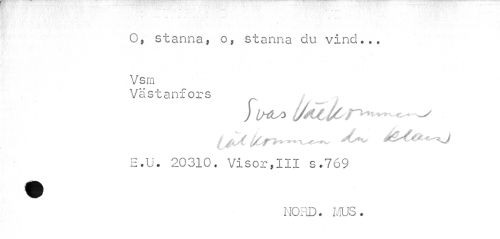 O, stanna, o, stanna du vind...
Vsm
Västanfors
Svas Välkommen
Välkommen du klara
E.U. 20310. Visor,III s.769
NORD. MUS.